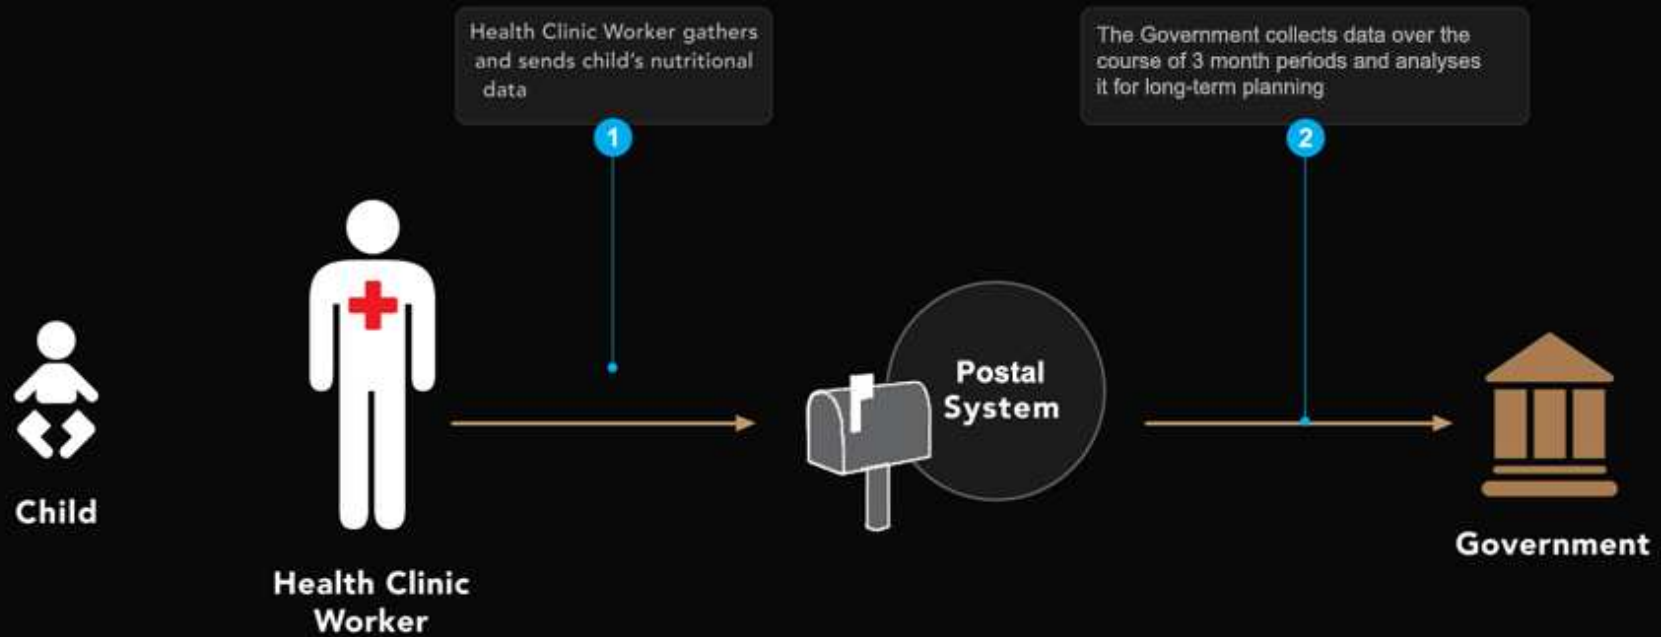 Health Clinic Worker gathers
and sends child's nutritional
data
The Government collects data over the
course of 3 month periods and analyses
it for long-term planning
1
2
Postal
System
Child
Health Clinic
Worker
Government